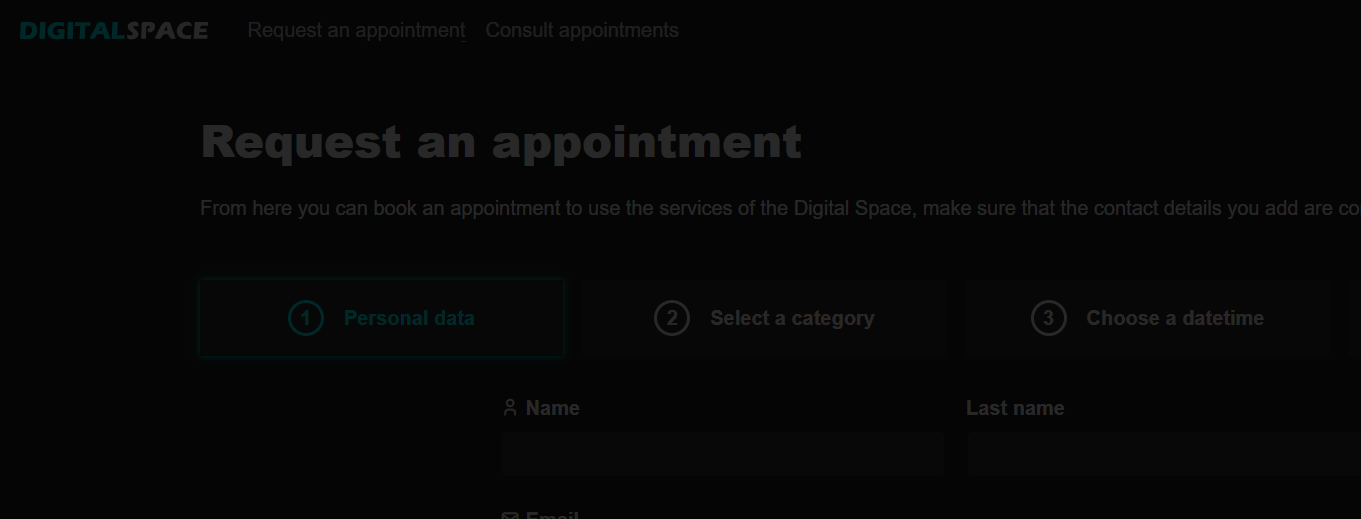 DIGITALSPACE Request an appointment Consult appointments
Request an appointment
From here you can book an appointment to use the services of the Digital Space, make sure that the contact details you add are co
1 Personal data 2 Select a category 3 Choose a datetime
Name Last name
Email